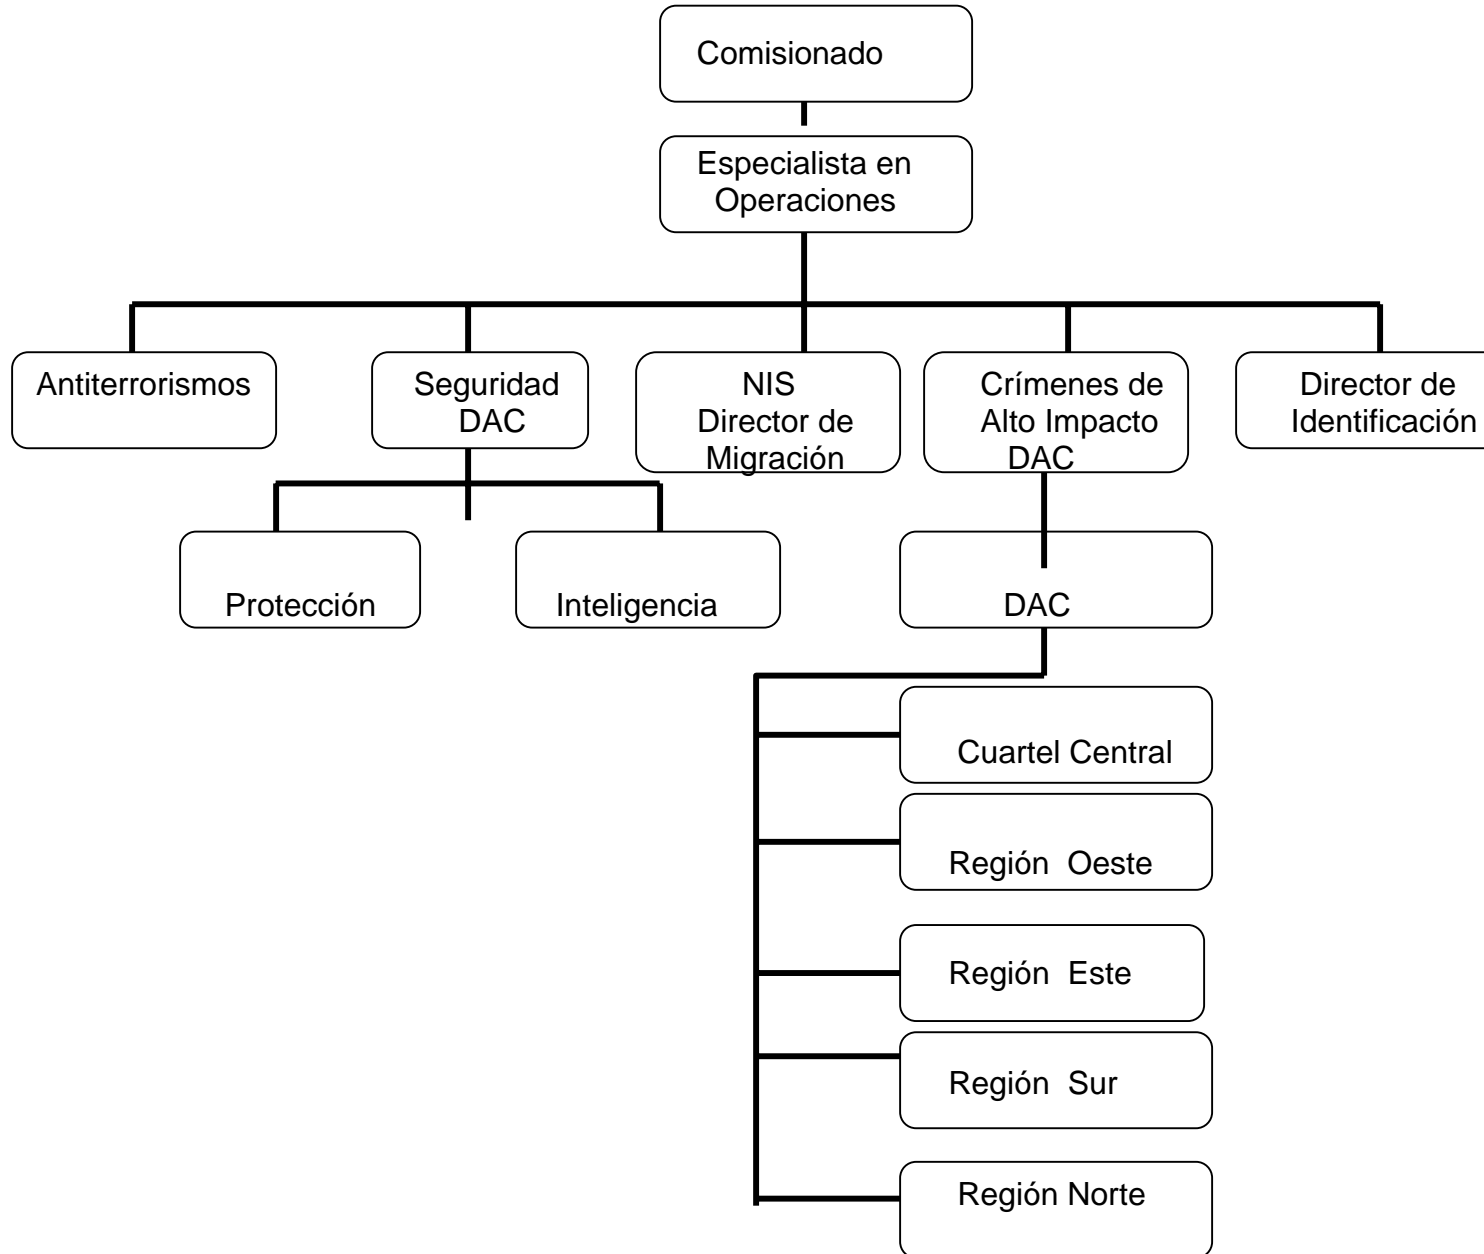 Comisionado
Especialista en
Operaciones
Antiterrorismos
Seguridad
DAC
NIS
Director de
Migración
Crímenes de
Alto Impacto
DAC
Director de
Identificación
Protección
Inteligencia
DAC
Cuartel Central
Región  Oeste
Región  Este
Región  Sur
Región Norte